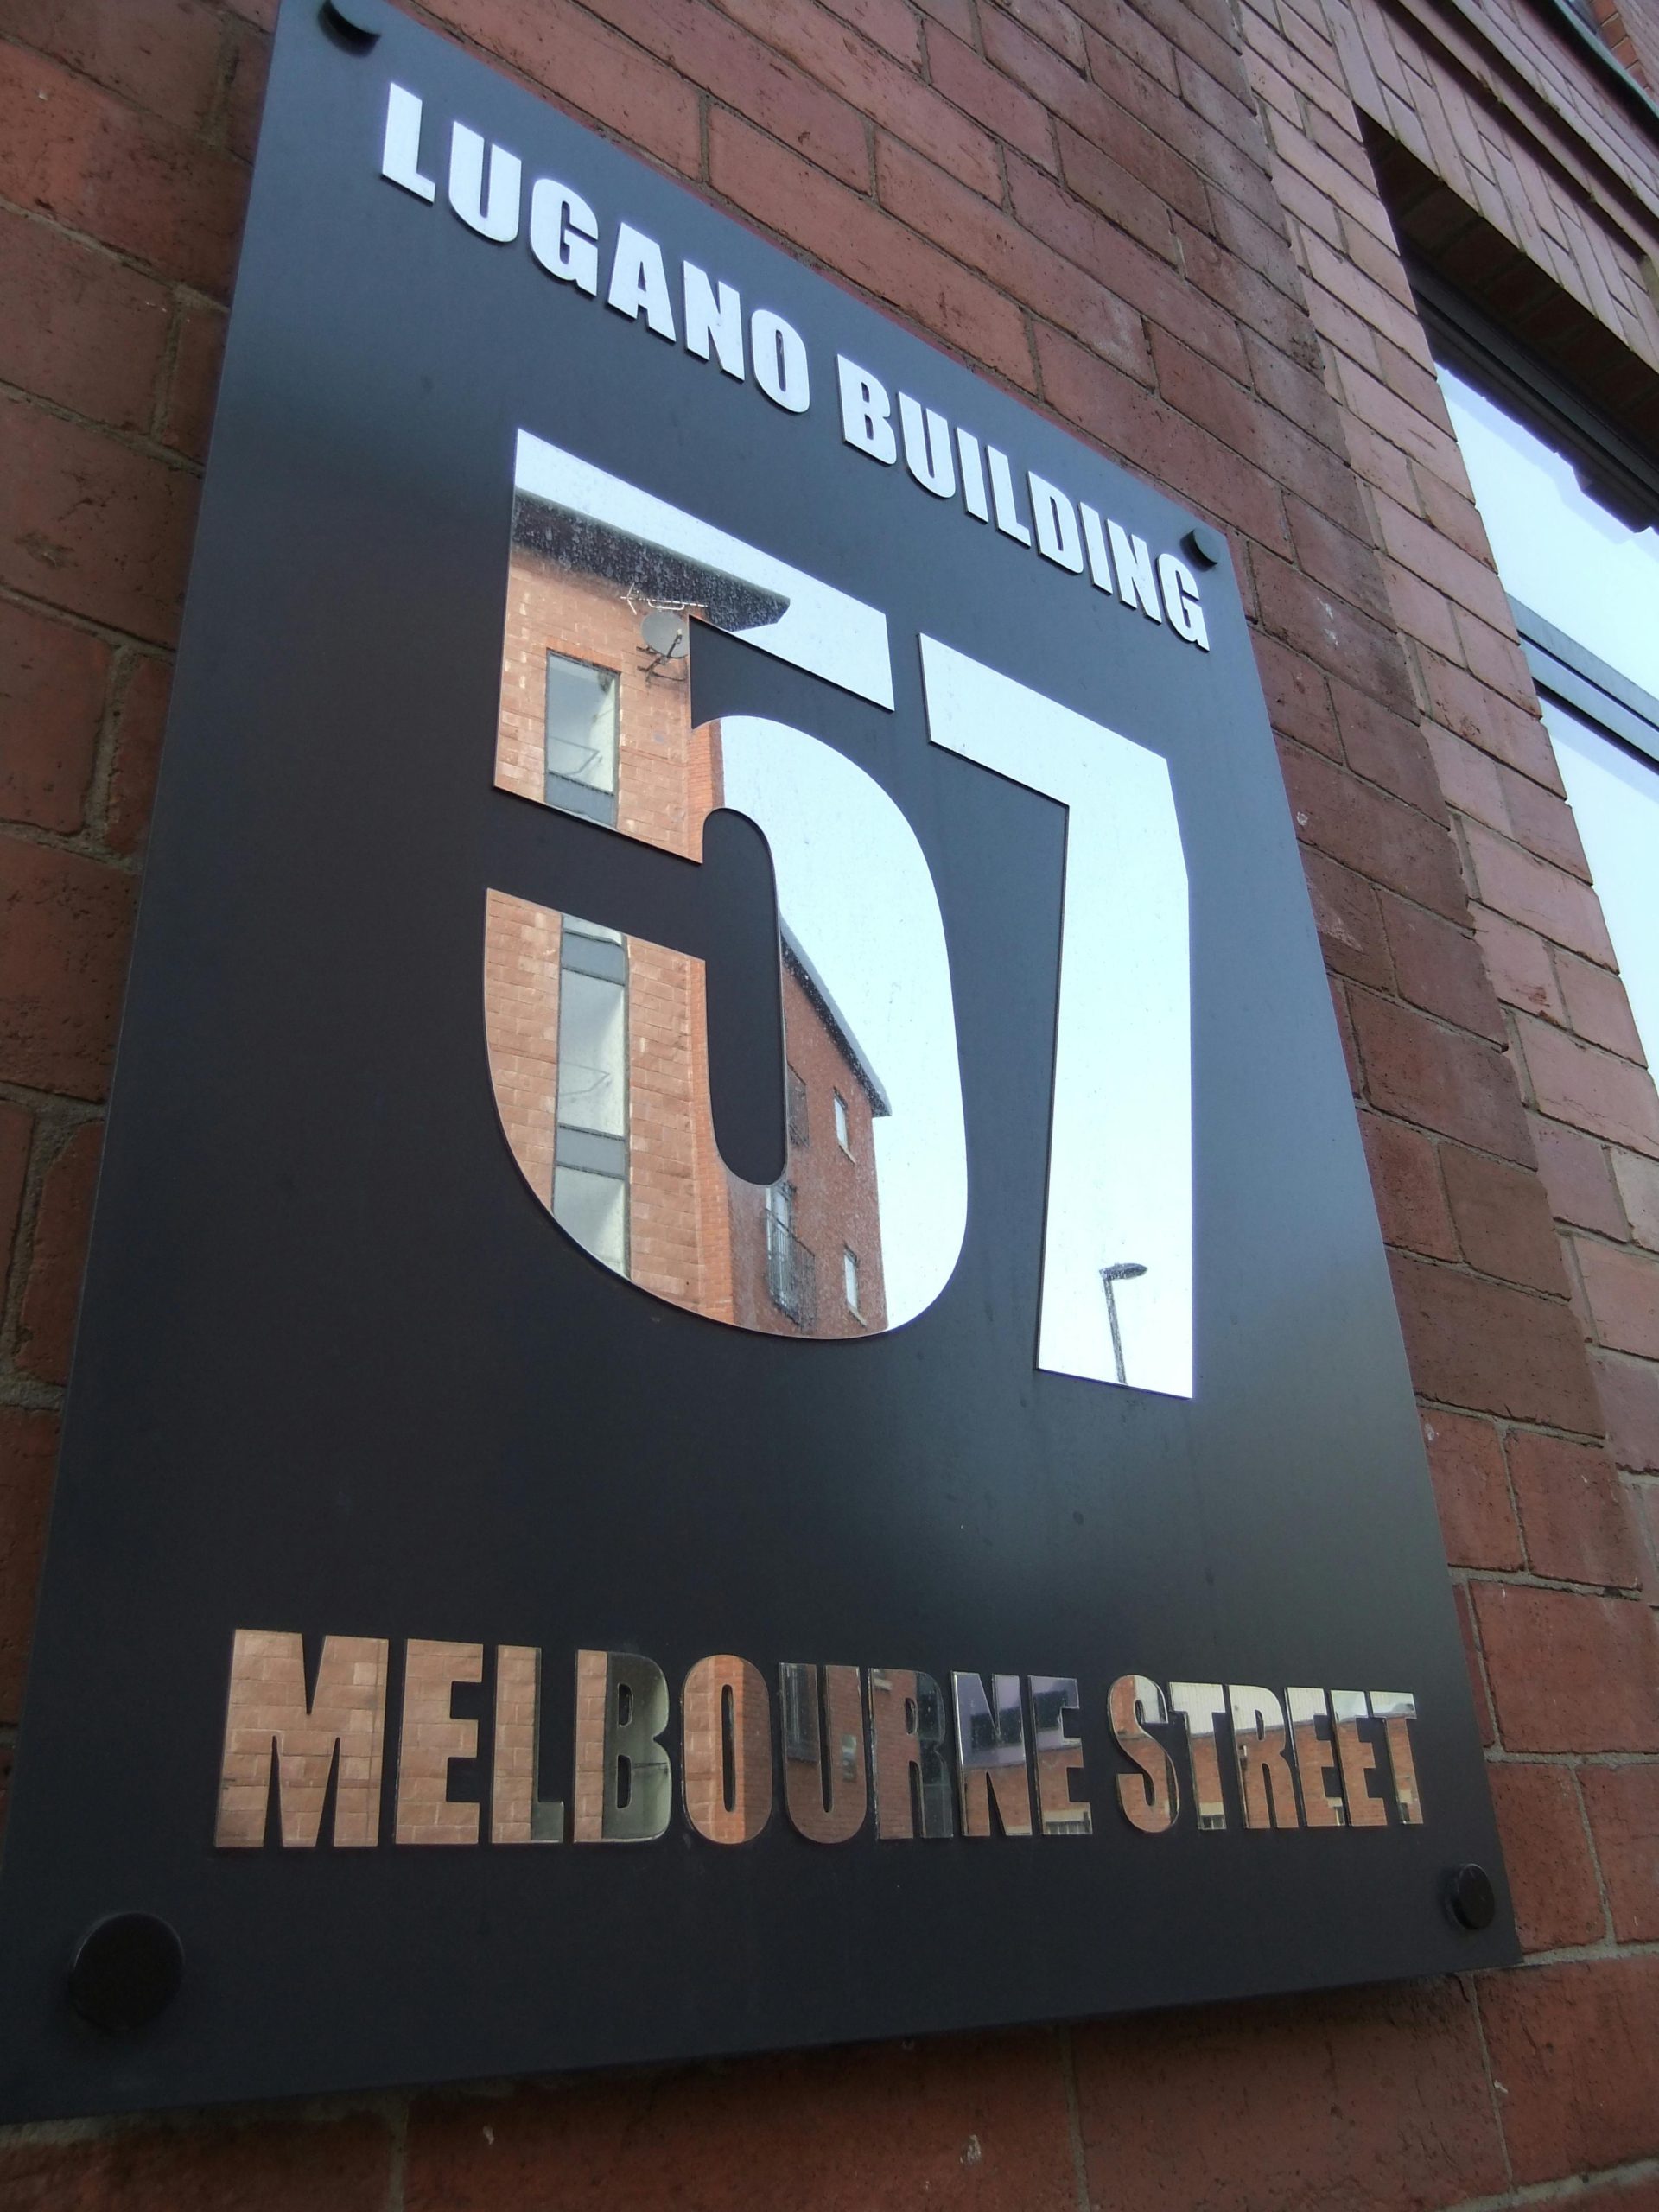 LUGANO BUILDING
57
MELBOURNE STREET